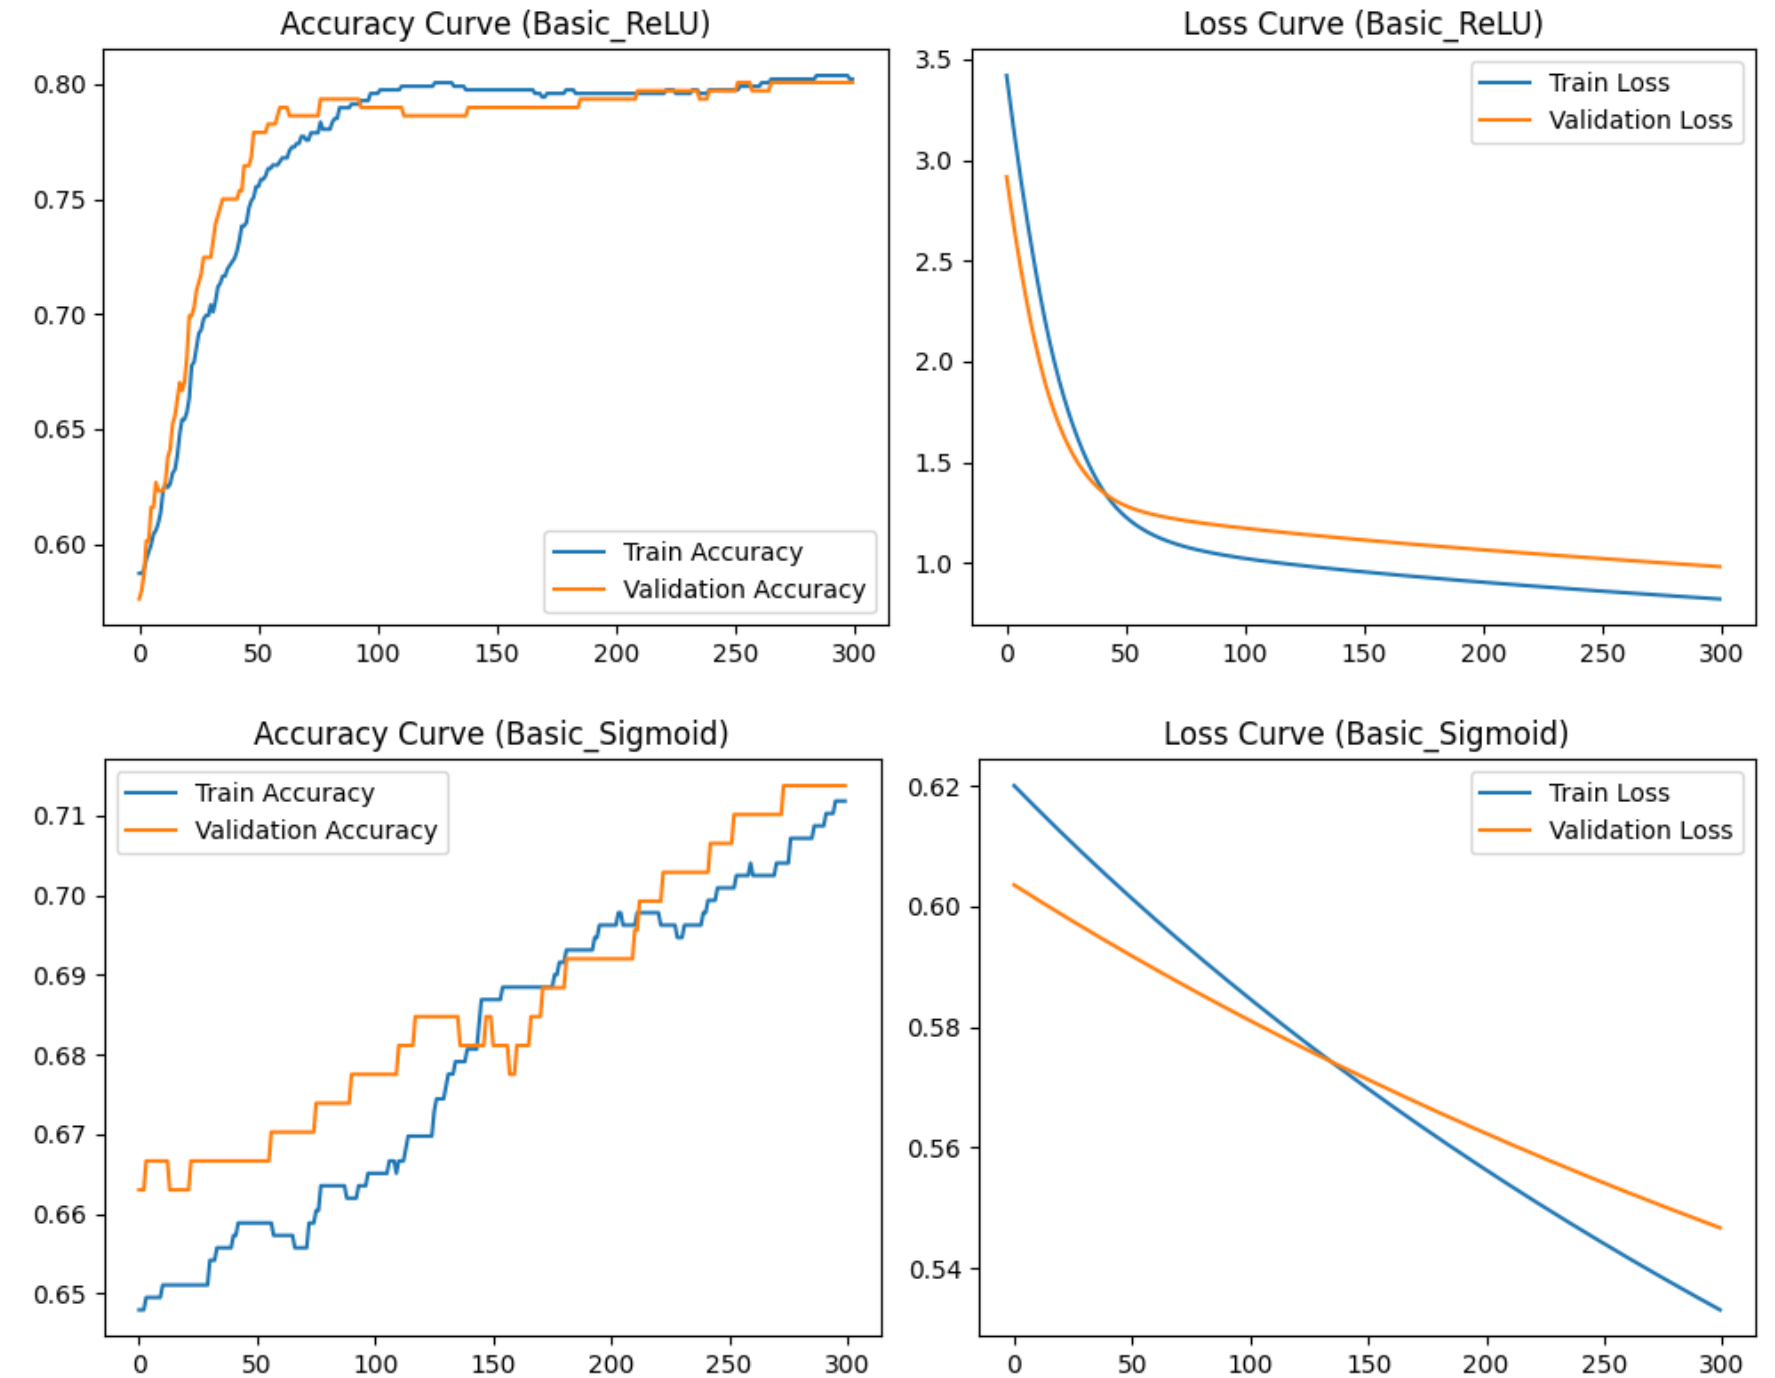 Accuracy Curve (Basic_ReLU)
0.80
0.75
0.70
0.65
0.60
Train Accuracy
Validation Accuracy
0 50 100 150 200 250 300
Loss Curve (Basic_ReLU)
3.5
3.0
2.5
2.0
1.5
1.0
Train Loss
Validation Loss
0 50 100 150 200 250 300
Accuracy Curve (Basic_Sigmoid)
Train Accuracy
Validation Accuracy
0.71
0.70
0.69
0.68
0.67
0.66
0.65
0 50 100 150 200 250 300
Loss Curve (Basic_Sigmoid)
0.62
0.60
0.58
0.56
0.54
Train Loss
Validation Loss
0 50 100 150 200 250 300